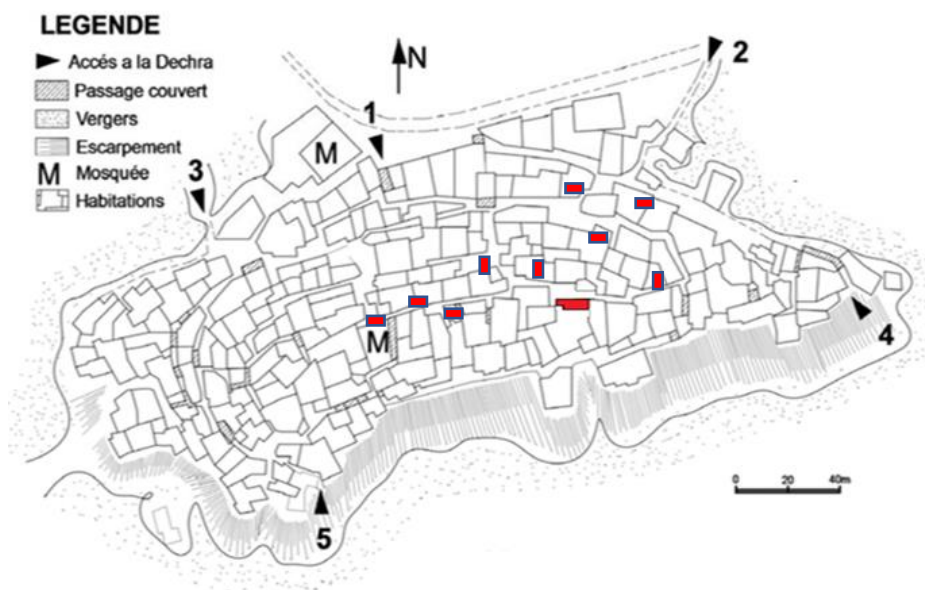 LEGENDE
Accés a la Dechra
Passage couvert
Vergers
Escarpement
M Mosquée
Habitations
N
1
2
3
M
M
4
5
0 20 40m